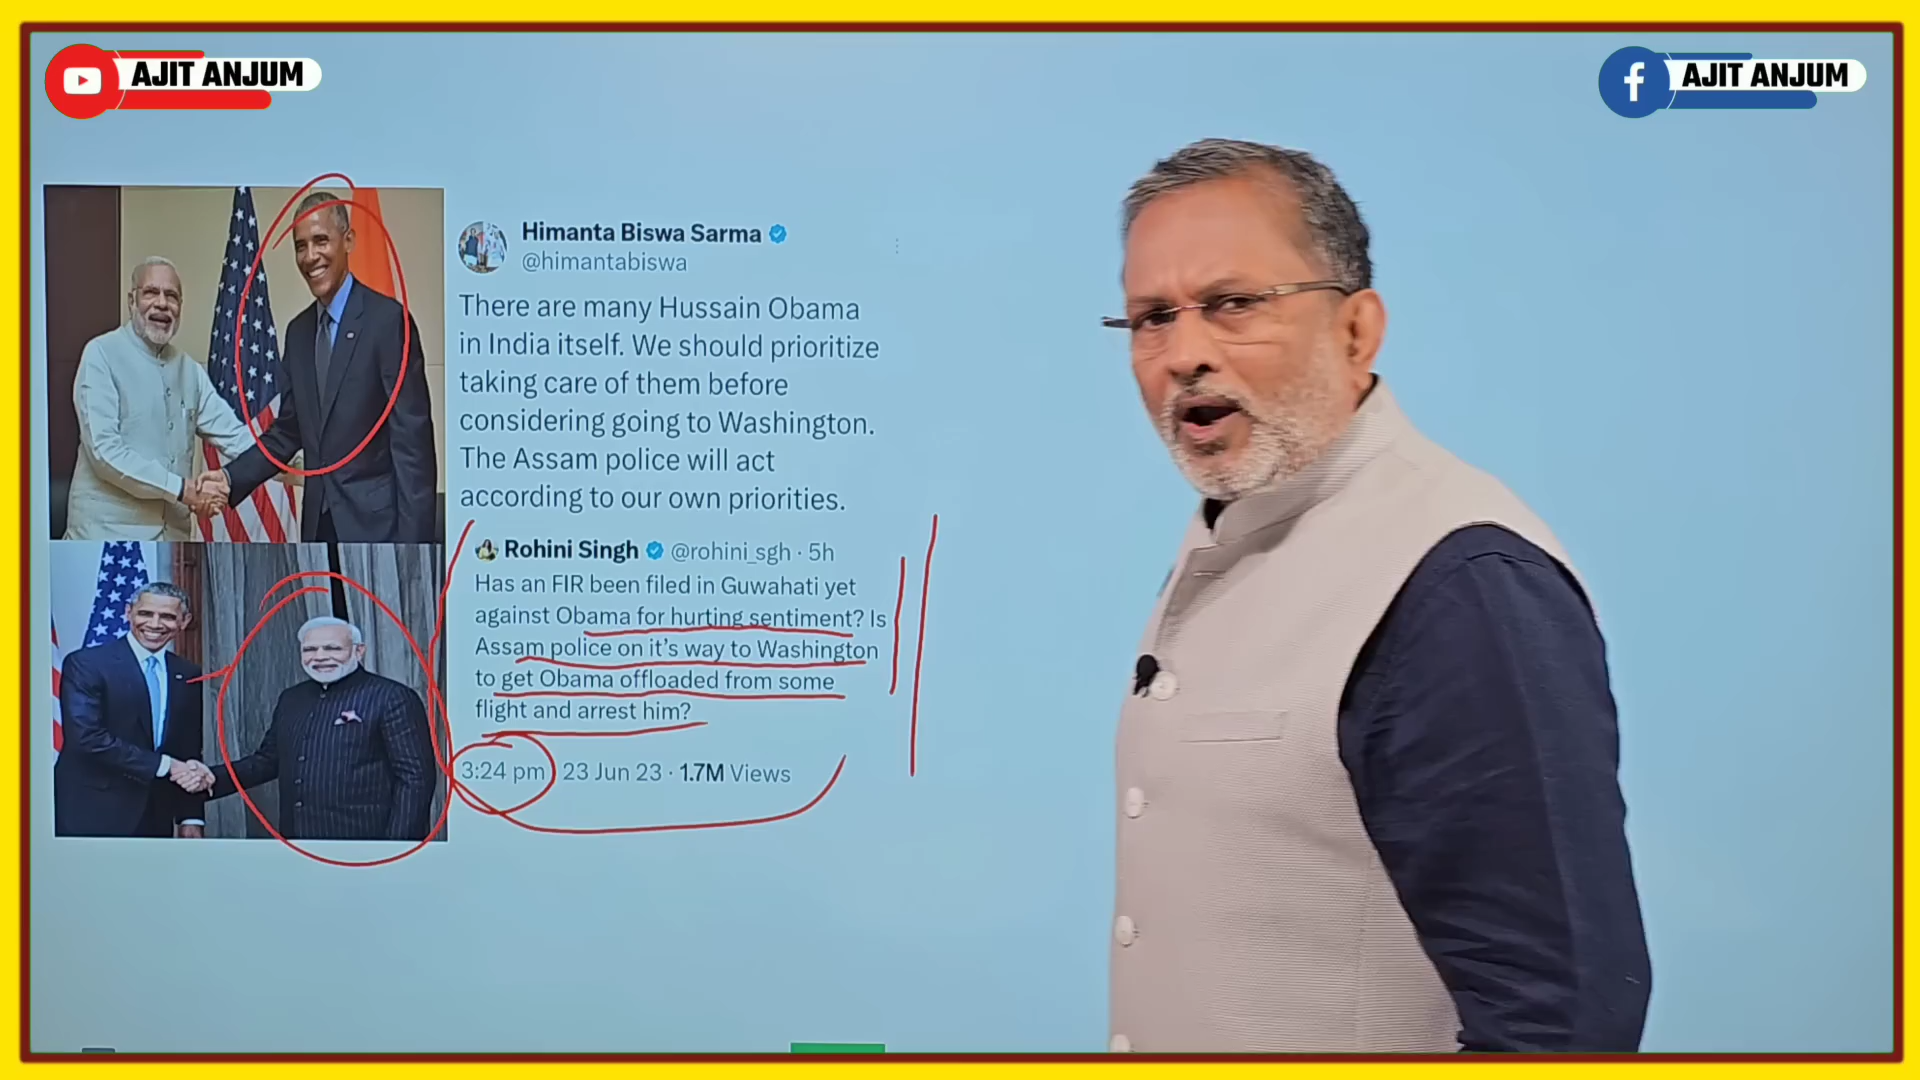 AJIT ANJUM
AJIT ANJUM
Himanta Biswa Sarma
@himantabiswa
There are many Hussain Obama
in India itself. We should prioritize
taking care of them before
considering going to Washington.
The Assam police will act
according to our own priorities.
Rohini Singh @rohini_sgh · 5h
Has an FIR been filed in Guwahati yet
against Obama for hurting sentiment? Is
Assam police on it's way to Washington
to get Obama offloaded from some
flight and arrest him?
3:24 pm 23 Jun 23 · 1.7M Views